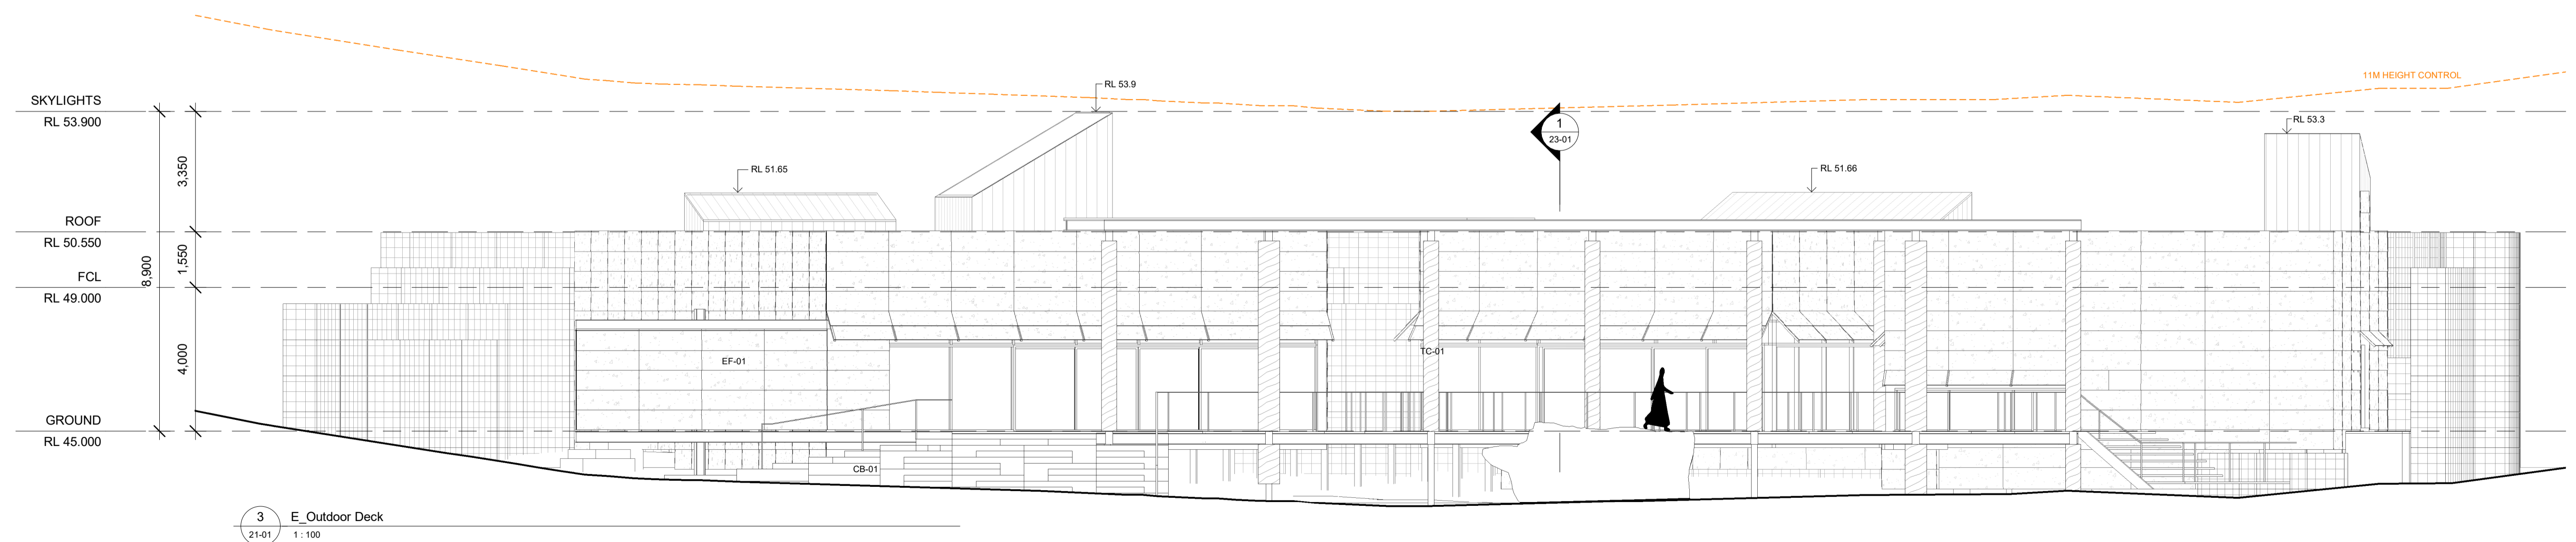 11M HEIGHT CONTROL
RL 53.9
SKYLIGHTS
RL 53.900
1
23-01
RL 53.3
3,350
RL 51.65
RL 51.66
ROOF
RL 50.550
1,550
8,900
FCL
RL 49.000
4,000
EF-01
TC-01
GROUND
RL 45.000
CB-01
3
E_Outdoor Deck
21-01
1 : 100